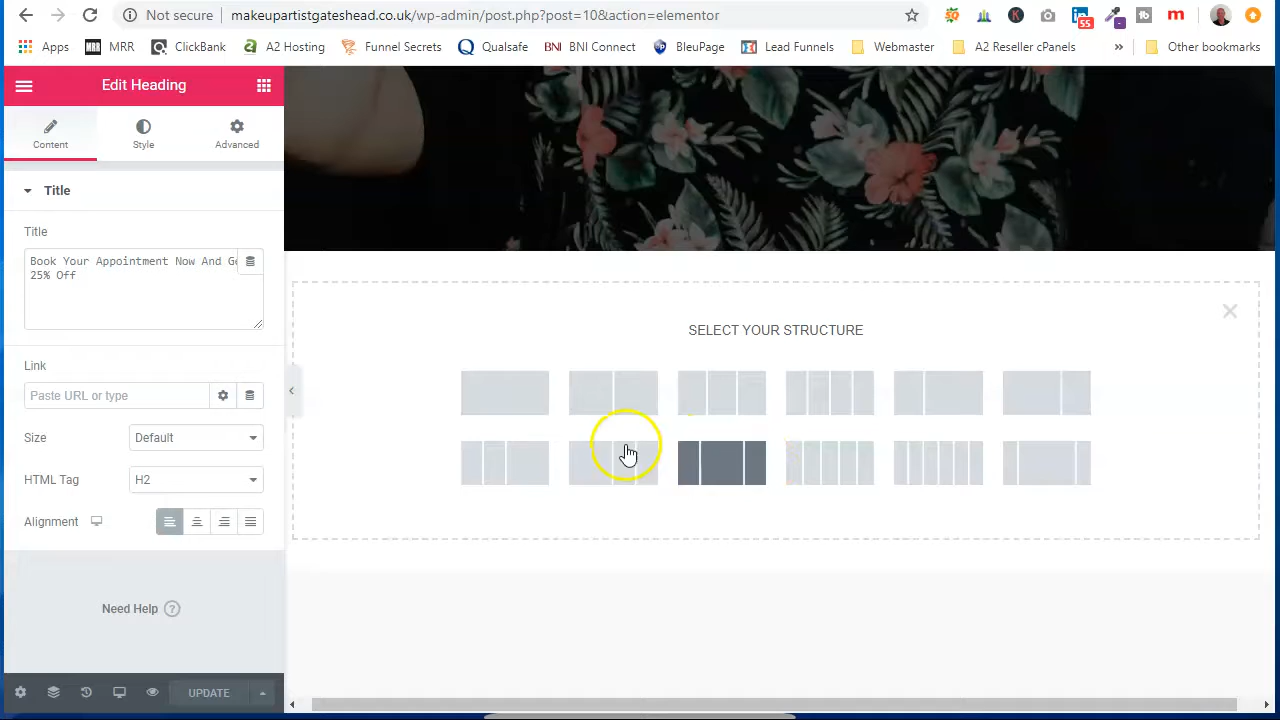 Not secure
makeupartistgateshead.co.uk/wp-admin/post.php?post=10&action=elementor
55
Apps
MRR
ClickBank
A2 Hosting
Funnel Secrets
Qualsafe
BNI
BNI Connect
BleuPage
Lead Funnels
Webmaster
A2 Reseller cPanels
»
Other bookmarks
Edit Heading
Content
Style
Advanced
Title
Title
Book Your Appointment Now And Ge
25% Off
Link
Paste URL or type
Size
Default
HTML Tag
H2
Alignment
Need Help ?
UPDATE
SELECT YOUR STRUCTURE